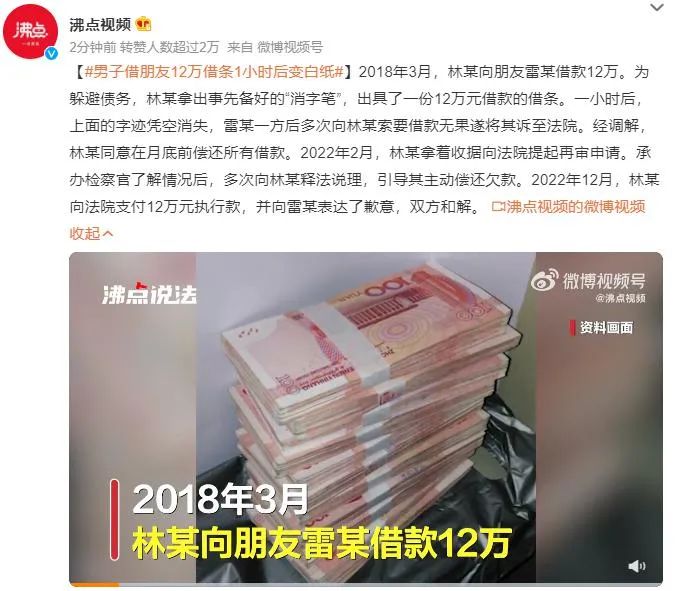 沸点
沸点视频
2分钟前 转赞人数超过2万 来自 微博视频号
【#男子借朋友12万借条1小时后变白纸#】2018年3月，林某向朋友雷某借款12万。为
躲避债务，林某拿出事先备好的“消字笔”，出具了一份12万元借款的借条。一小时后，
上面的字迹凭空消失，雷某一方后多次向林某索要借款无果遂将其诉至法院。经调解，
林某同意在月底前偿还所有借款。2022年2月，林某拿着收据向法院提起再审申请。承
办检察官了解情况后，多次向林某释法说理，引导其主动偿还欠款。2022年12月，林某
向法院支付12万元执行款，并向雷某表达了歉意，双方和解。 沸点视频的微博视频
收起
沸点说法
微博视频号
@沸点视频
资料画面
100
2018年3月
林某向朋友雷某借款12万